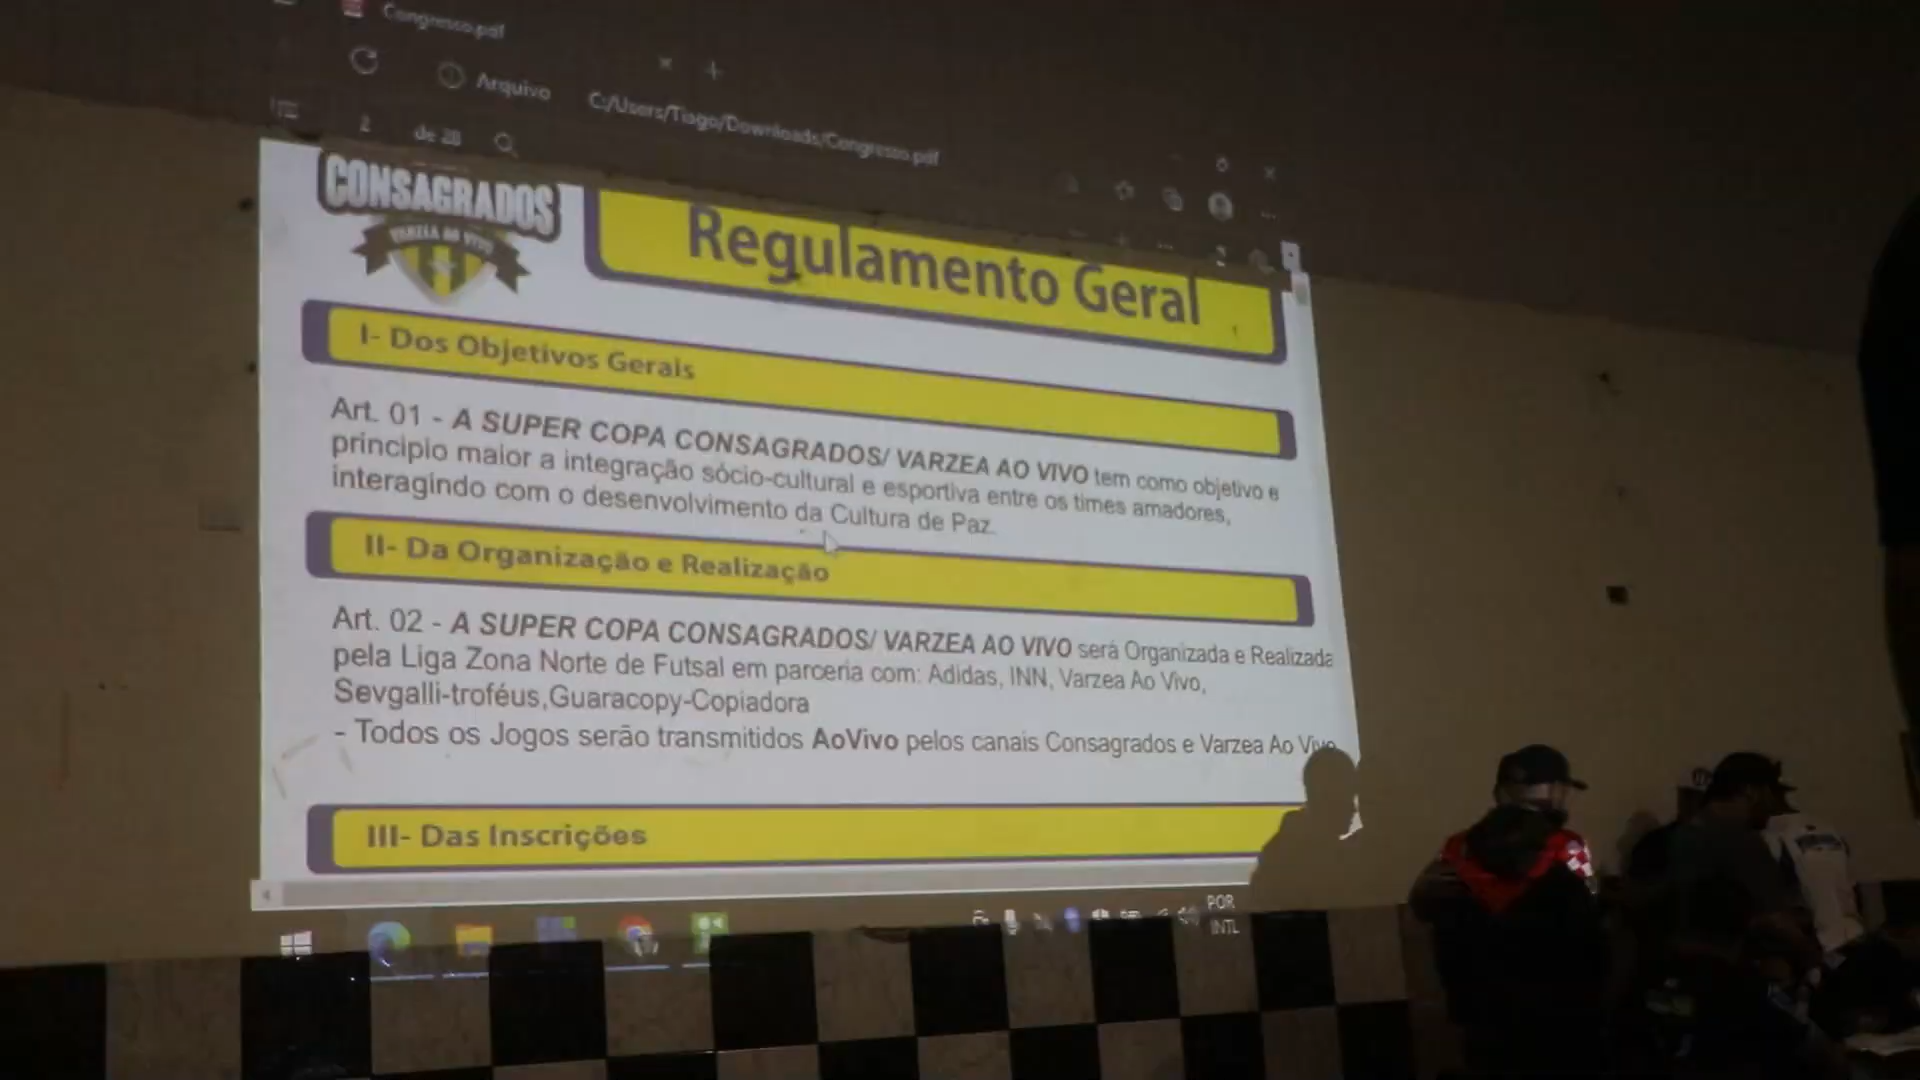 Congresso.pdf
Arquivo C:/Users/Tiago/Downloads/Congresso.pdf
2 de 28
CONSAGRADOS
VARZEA AO VIVO
Regulamento Geral
I- Dos Objetivos Gerais
Art. 01 - A SUPER COPA CONSAGRADOS/ VARZEA AO VIVO tem como objetivo e
principio maior a integração sócio-cultural e esportiva entre os times amadores,
interagindo com o desenvolvimento da Cultura de Paz.
II- Da Organização e Realização
Art. 02 - A SUPER COPA CONSAGRADOS/ VARZEA AO VIVO será Organizada e Realizada
pela Liga Zona Norte de Futsal em parceria com: Adidas, INN, Varzea Ao Vivo,
Sevgalli-troféus,Guaracopy-Copiadora
- Todos os Jogos serão transmitidos AoVivo pelos canais Consagrados e Varzea Ao Vivo
III- Das Inscrições
POR
INTL